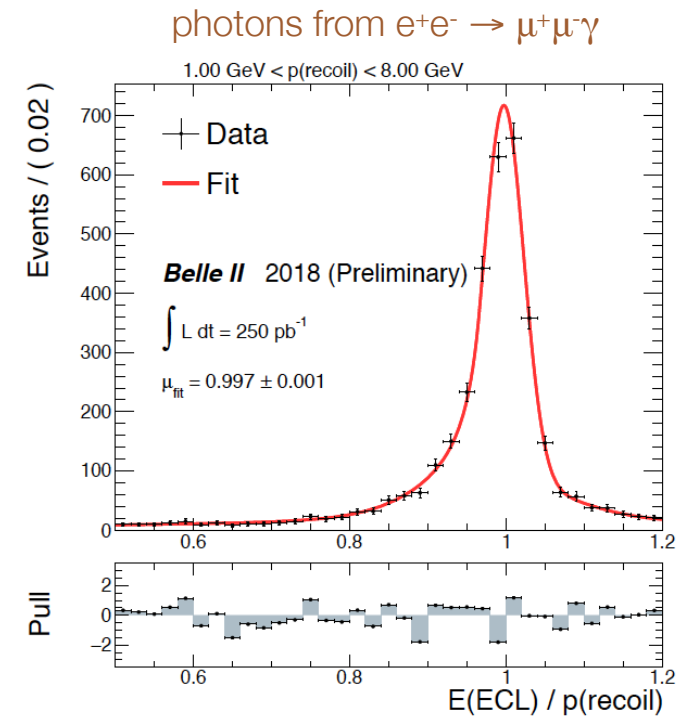 photons from e⁺e⁻ → μ⁺μ⁻γ
1.00 GeV < p(recoil) < 8.00 GeV
Events / ( 0.02 )
700
600
500
400
300
200
100
0
Data
Fit
Belle II 2018 (Preliminary)
∫ L dt = 250 pb⁻¹
μ_fit = 0.997 ± 0.001
0.6
0.8
1
1.2
Pull
2
0
−2
0.6
0.8
1
1.2
E(ECL) / p(recoil)